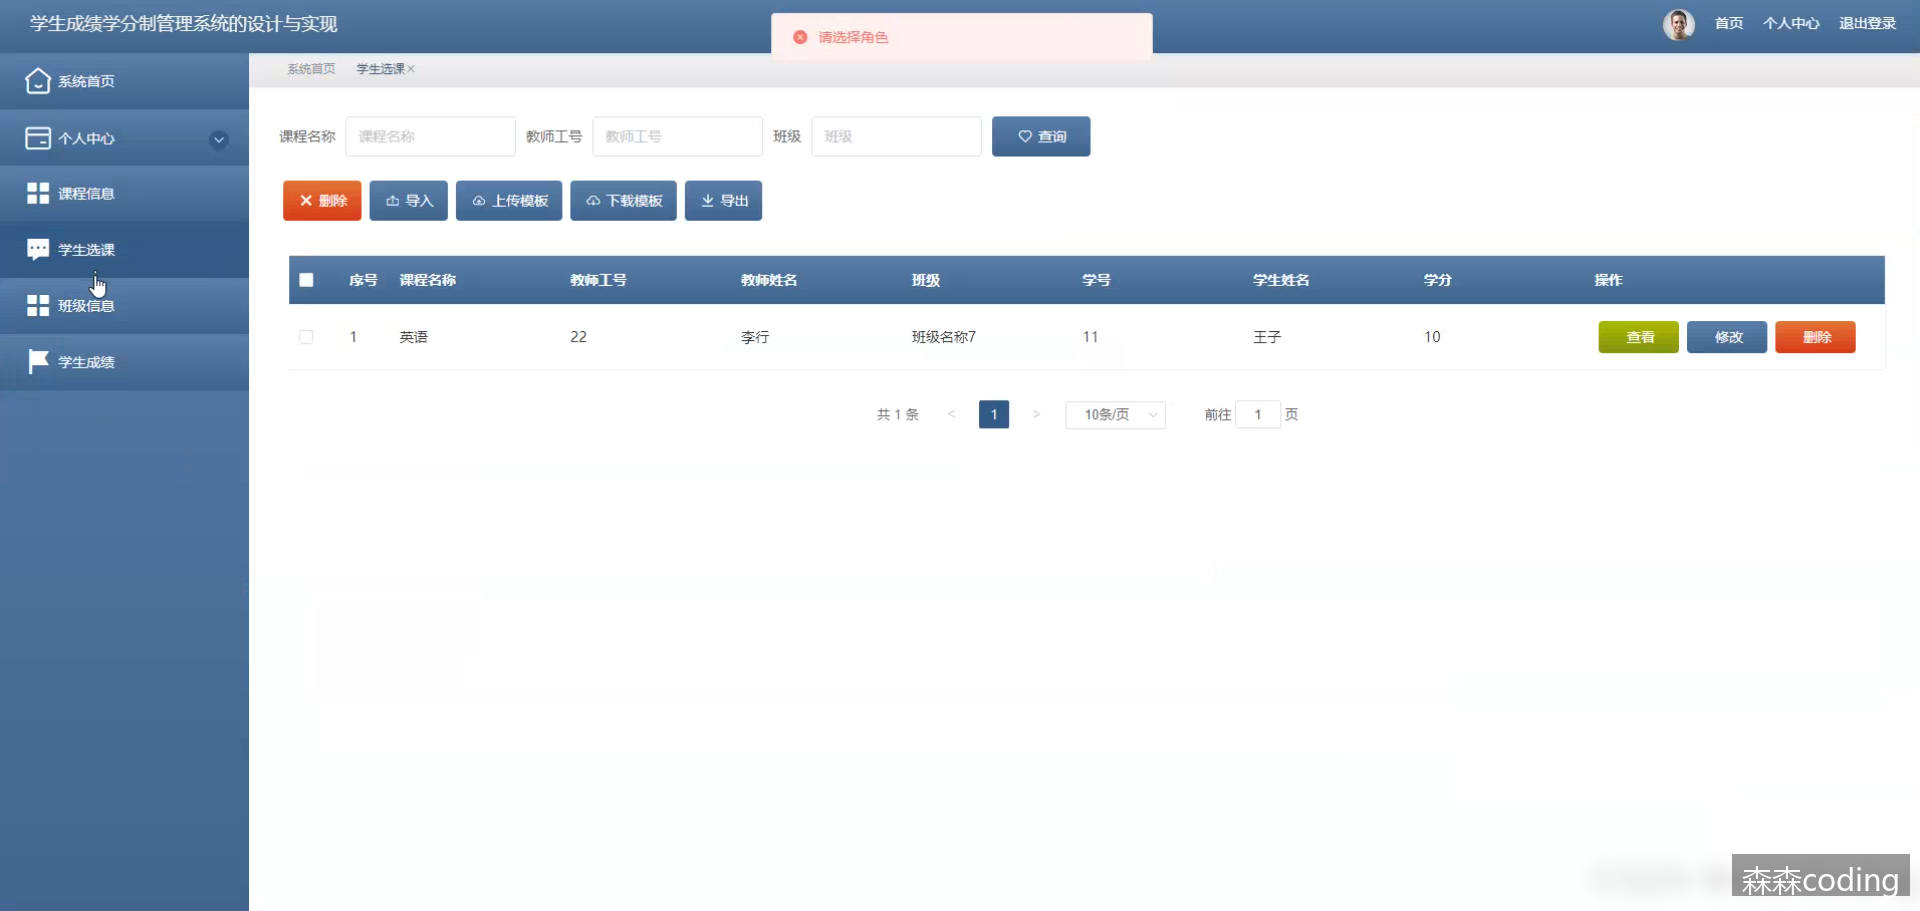 学生成绩学分制管理系统的设计与实现
请选择角色
首页 个人中心 退出登录
系统首页
个人中心
课程信息
学生选课
班级信息
学生成绩
系统首页 学生选课×
课程名称 课程名称 教师工号 教师工号 班级 班级 查询
删除 导入 上传模板 下载模板 导出
序号 课程名称 教师工号 教师姓名 班级 学号 学生姓名 学分 操作
1 英语 22 李行 班级名称7 11 王子 10 查看 修改 删除
共 1 条 < 1 > 10条/页 前往 1 页
森森coding